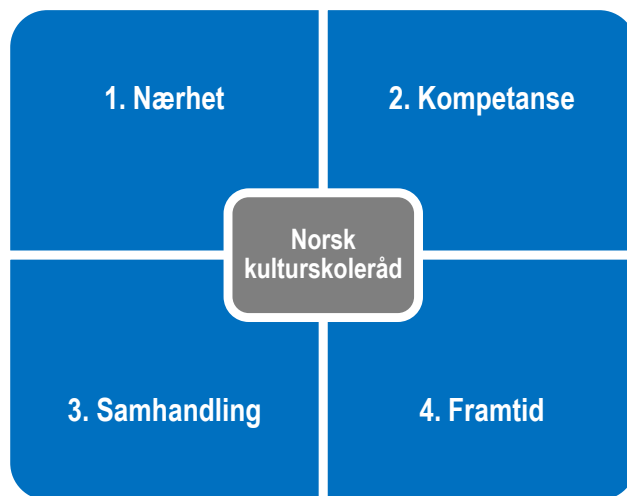 1. Nærhet
2. Kompetanse
Norsk
kulturskoleråd
3. Samhandling
4. Framtid